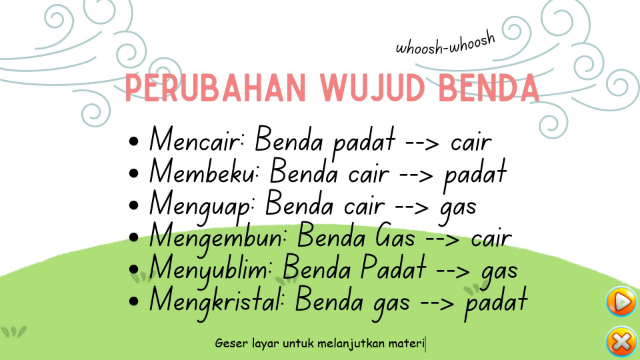 whoosh-whoosh
PERUBAHAN WUJUD BENDA
• Mencair: Benda padat --> cair
• Membeku: Benda cair --> padat
• Menguap: Benda cair --> gas
• Mengembun: Benda Gas --> cair
• Menyublim: Benda Padat --> gas
• Mengkristal: Benda gas --> padat
Geser layar untuk melanjutkan materi